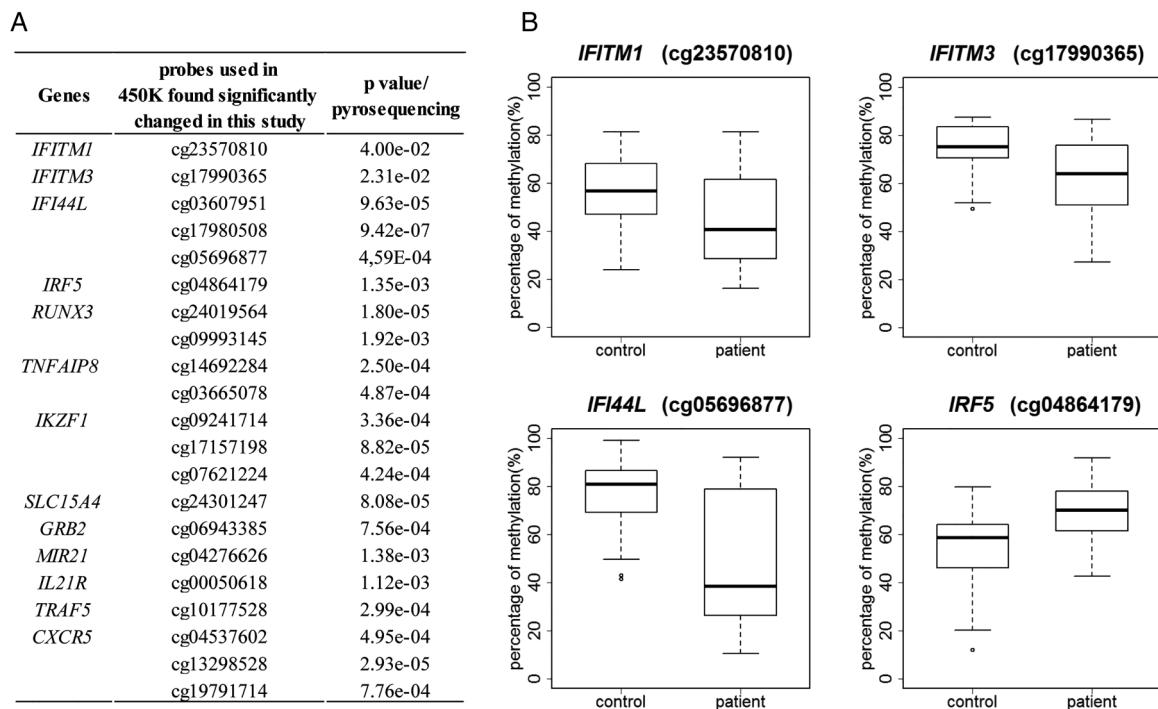 A
Genes
probes used in
450K found significantly
changed in this study
p value/
pyrosequencing
IFITM1 cg23570810 4.00e-02
IFITM3 cg17990365 2.31e-02
IFI44L cg03607951 9.63e-05
cg17980508 9.42e-07
cg05696877 4,59E-04
IRF5 cg04864179 1.35e-03
RUNX3 cg24019564 1.80e-05
cg09993145 1.92e-03
TNFAIP8 cg14692284 2.50e-04
cg03665078 4.87e-04
IKZF1 cg09241714 3.36e-04
cg17157198 8.82e-05
cg07621224 4.24e-04
SLC15A4 cg24301247 8.08e-05
GRB2 cg06943385 7.56e-04
MIR21 cg04276626 1.38e-03
IL21R cg00050618 1.12e-03
TRAF5 cg10177528 2.99e-04
CXCR5 cg04537602 4.95e-04
cg13298528 2.93e-05
cg19791714 7.76e-04
B
IFITM1 (cg23570810)
percentage of methylation(%)
100
80
60
40
20
0
control patient
IFITM3 (cg17990365)
percentage of methylation(%)
100
80
60
40
20
0
control patient
IFI44L (cg05696877)
percentage of methylation(%)
100
80
60
40
20
0
control patient
IRF5 (cg04864179)
percentage of methylation(%)
100
80
60
40
20
0
control patient